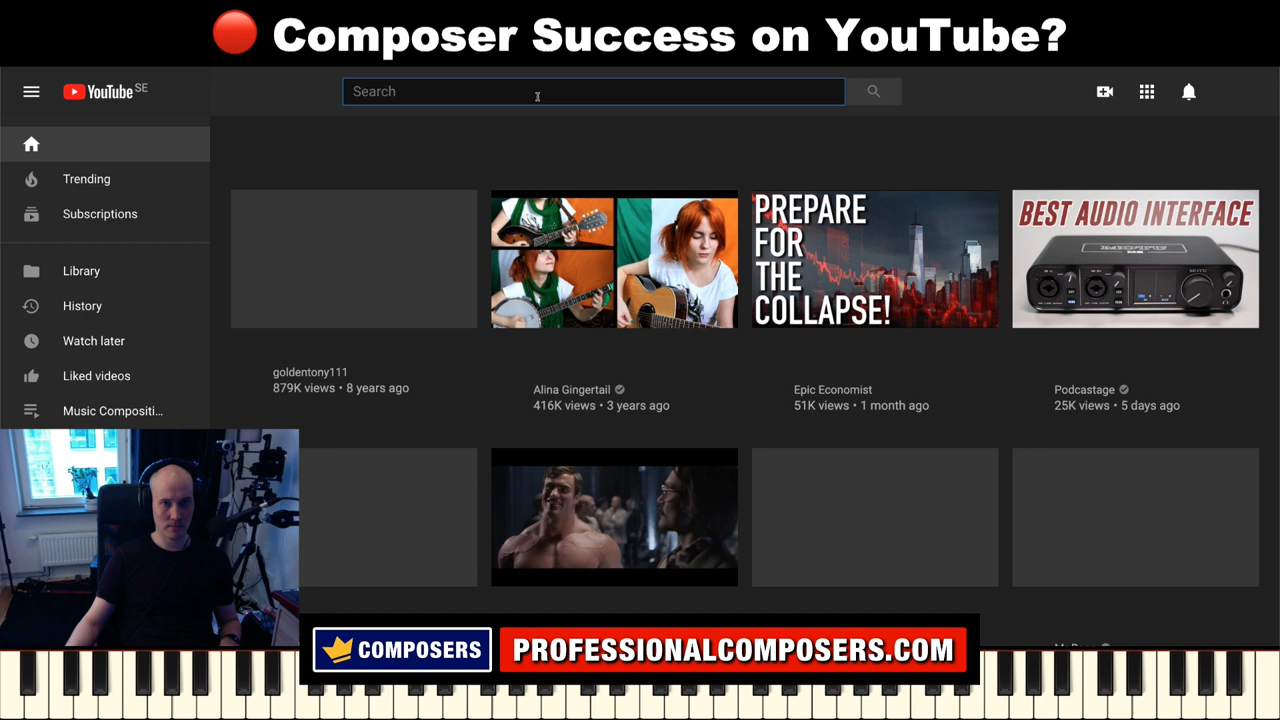 Composer Success on YouTube?
YouTube SE
Search
Trending
Subscriptions
Library
History
Watch later
Liked videos
Music Compositi...
PREPARE
FOR
THE
COLLAPSE!
BEST AUDIO INTERFACE
goldentony111
879K views • 8 years ago
Alina Gingertail
416K views • 3 years ago
Epic Economist
51K views • 1 month ago
Podcastage
25K views • 5 days ago
COMPOSERS
PROFESSIONALCOMPOSERS.COM